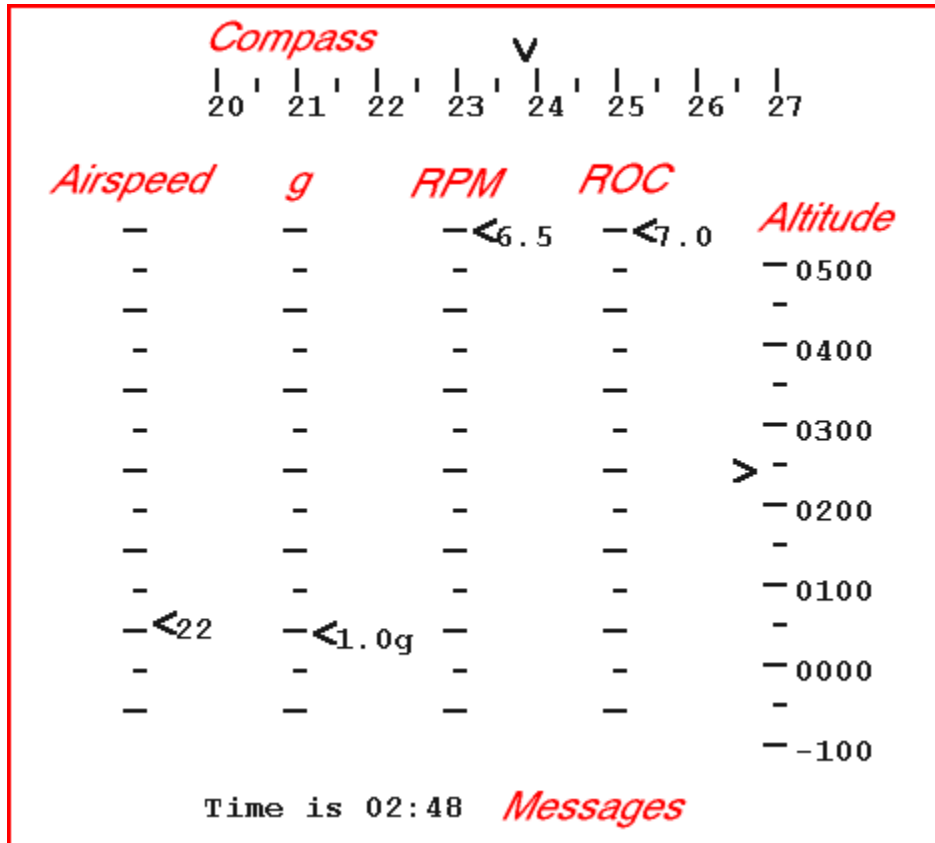 Compass
20 21 22 23 24 25 26 27
Airspeed g RPM ROC
Altitude
<6.5 <7.0
0500
0400
0300
>
0200
0100
<22 <1.0g
0000
-100
Time is 02:48 Messages